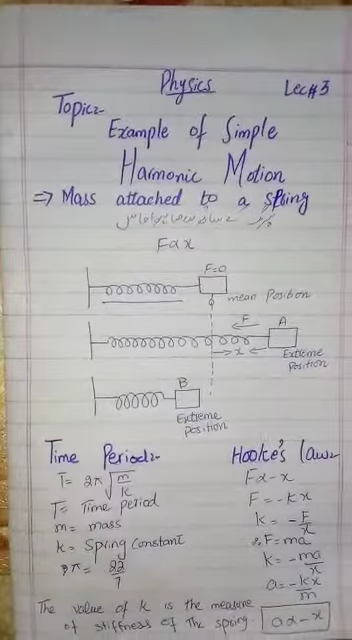 Physics
Lec#3
Topic:-
Example of Simple
Harmonic Motion
⇒ Mass attached to a spring
F∝x
F=0
mean Position
F
A
x
Extreme
Position
B
Extreme
Position
Time Period:-
T= 2π√m/k
T= Time period
m= mass
k= Spring Constant
π= 22/7
Hooke's law:-
F∝-x
F=-kx
k=-F/x
∴F=ma
k=-ma/x
a=-kx/m
a∝-x
The value of k is the measure
of stiffness of the spring.